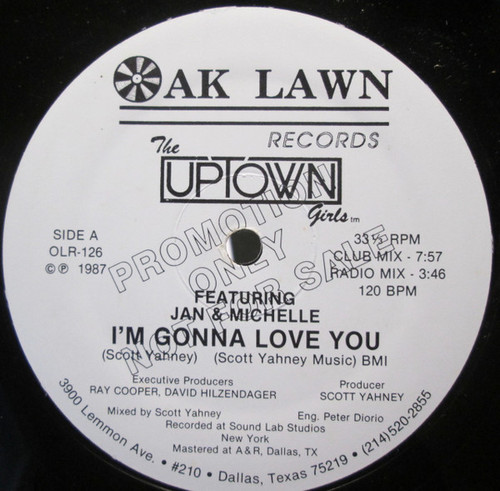 OAK LAWN
RECORDS
The
UPTOWN
Girls tm
SIDE A
OLR-126
© ℗ 1987
33⅓ RPM
CLUB MIX - 7:57
RADIO MIX - 3:46
120 BPM
PROMOTION
ONLY
NOT FOR SALE
FEATURING
JAN & MICHELLE
I'M GONNA LOVE YOU
(Scott Yahney) (Scott Yahney Music) BMI
Executive Producers
RAY COOPER, DAVID HILZENDAGER
Producer
SCOTT YAHNEY
Mixed by Scott Yahney
Eng. Peter Diorio
Recorded at Sound Lab Studios
New York
Mastered at A&R, Dallas, TX
3900 Lemmon Ave. • #210 • Dallas, Texas 75219 • (214)520-2855